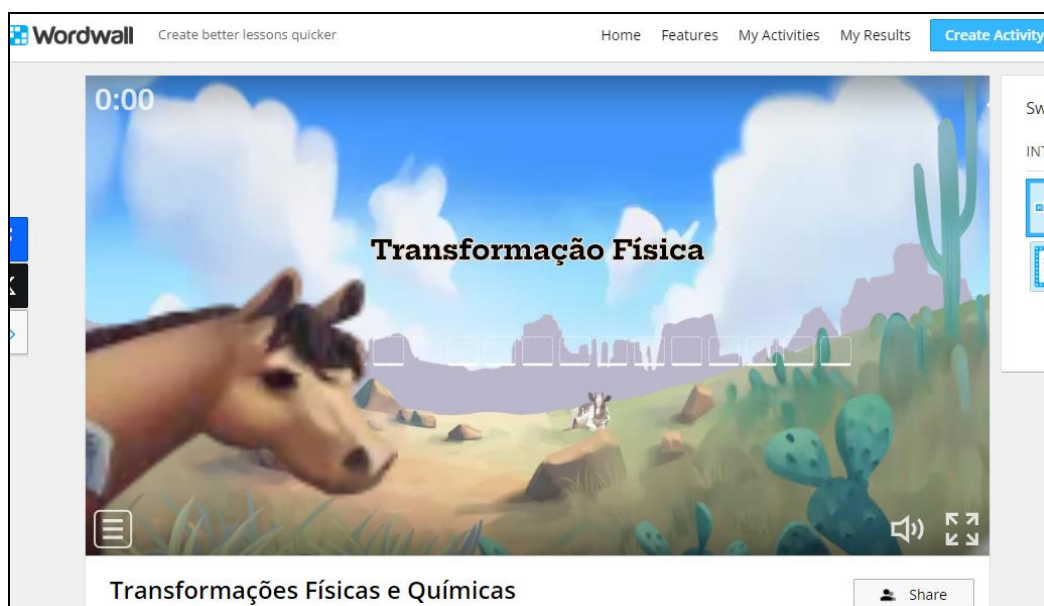 Wordwall Create better lessons quicker Home Features My Activities My Results Create Activity
0:00
Transformação Física
Transformações Físicas e Químicas
Share